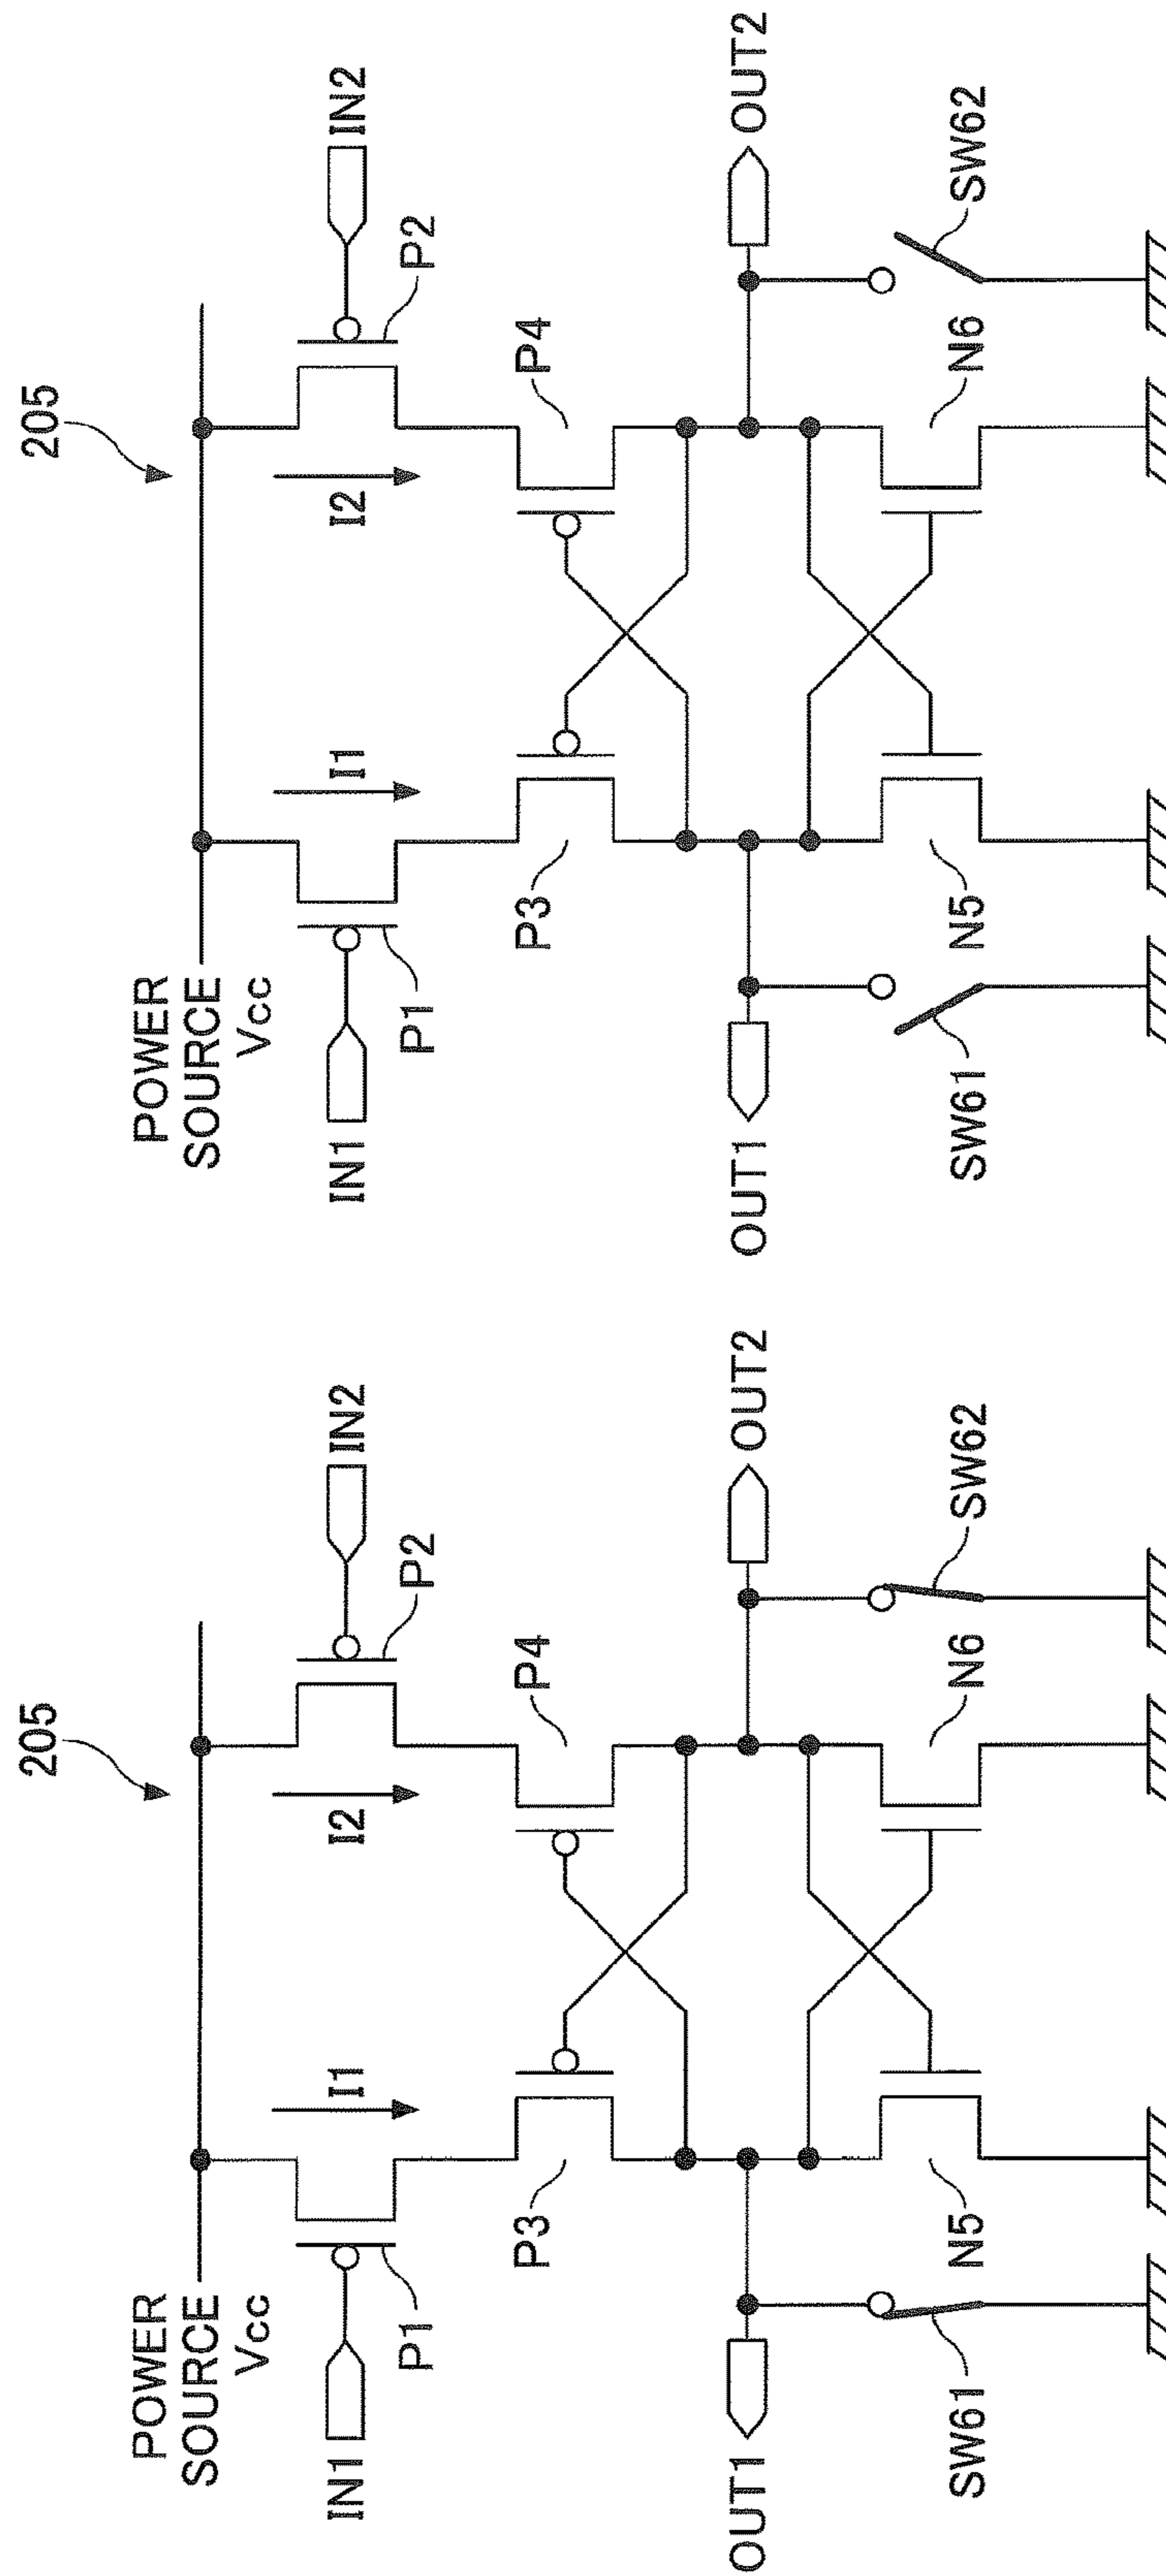 205
POWER
SOURCE
Vcc
IN1
P1
I1
I2
IN2
P2
P3
P4
OUT1
OUT2
SW61
N5
N6
SW62
205
POWER
SOURCE
Vcc
IN1
P1
I1
I2
IN2
P2
P3
P4
OUT1
OUT2
SW61
N5
N6
SW62